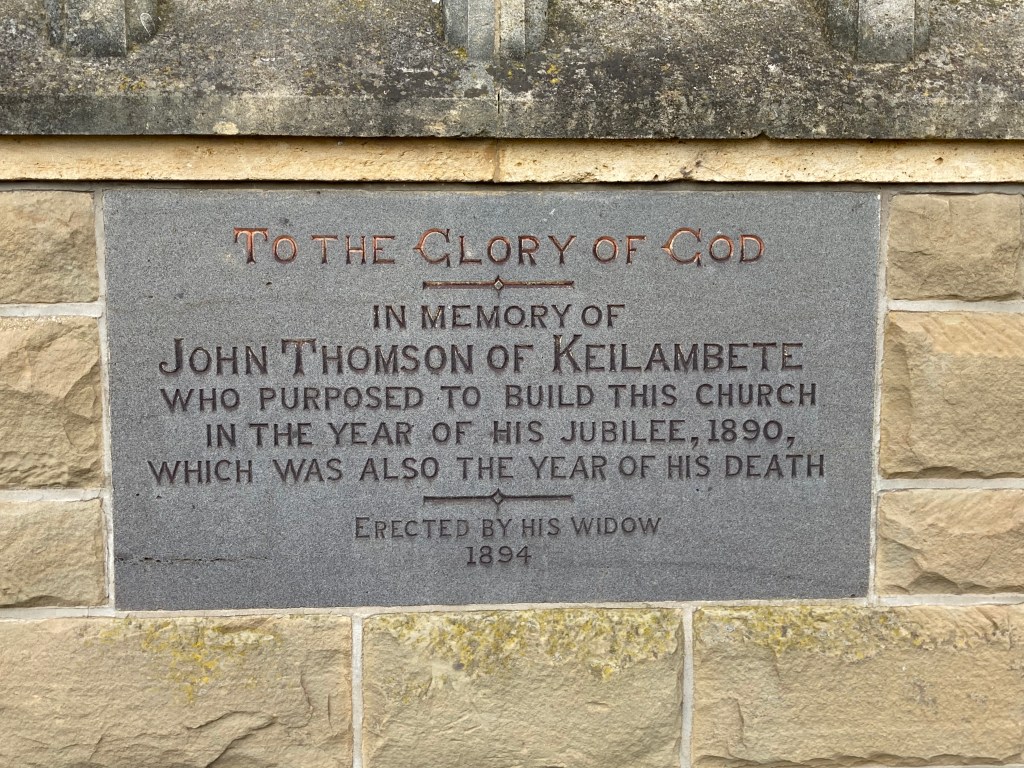 To the Glory of God
IN MEMORY OF
John Thomson of Keilambete
WHO PURPOSED TO BUILD THIS CHURCH
IN THE YEAR OF HIS JUBILEE, 1890,
WHICH WAS ALSO THE YEAR OF HIS DEATH
Erected by his widow
1894